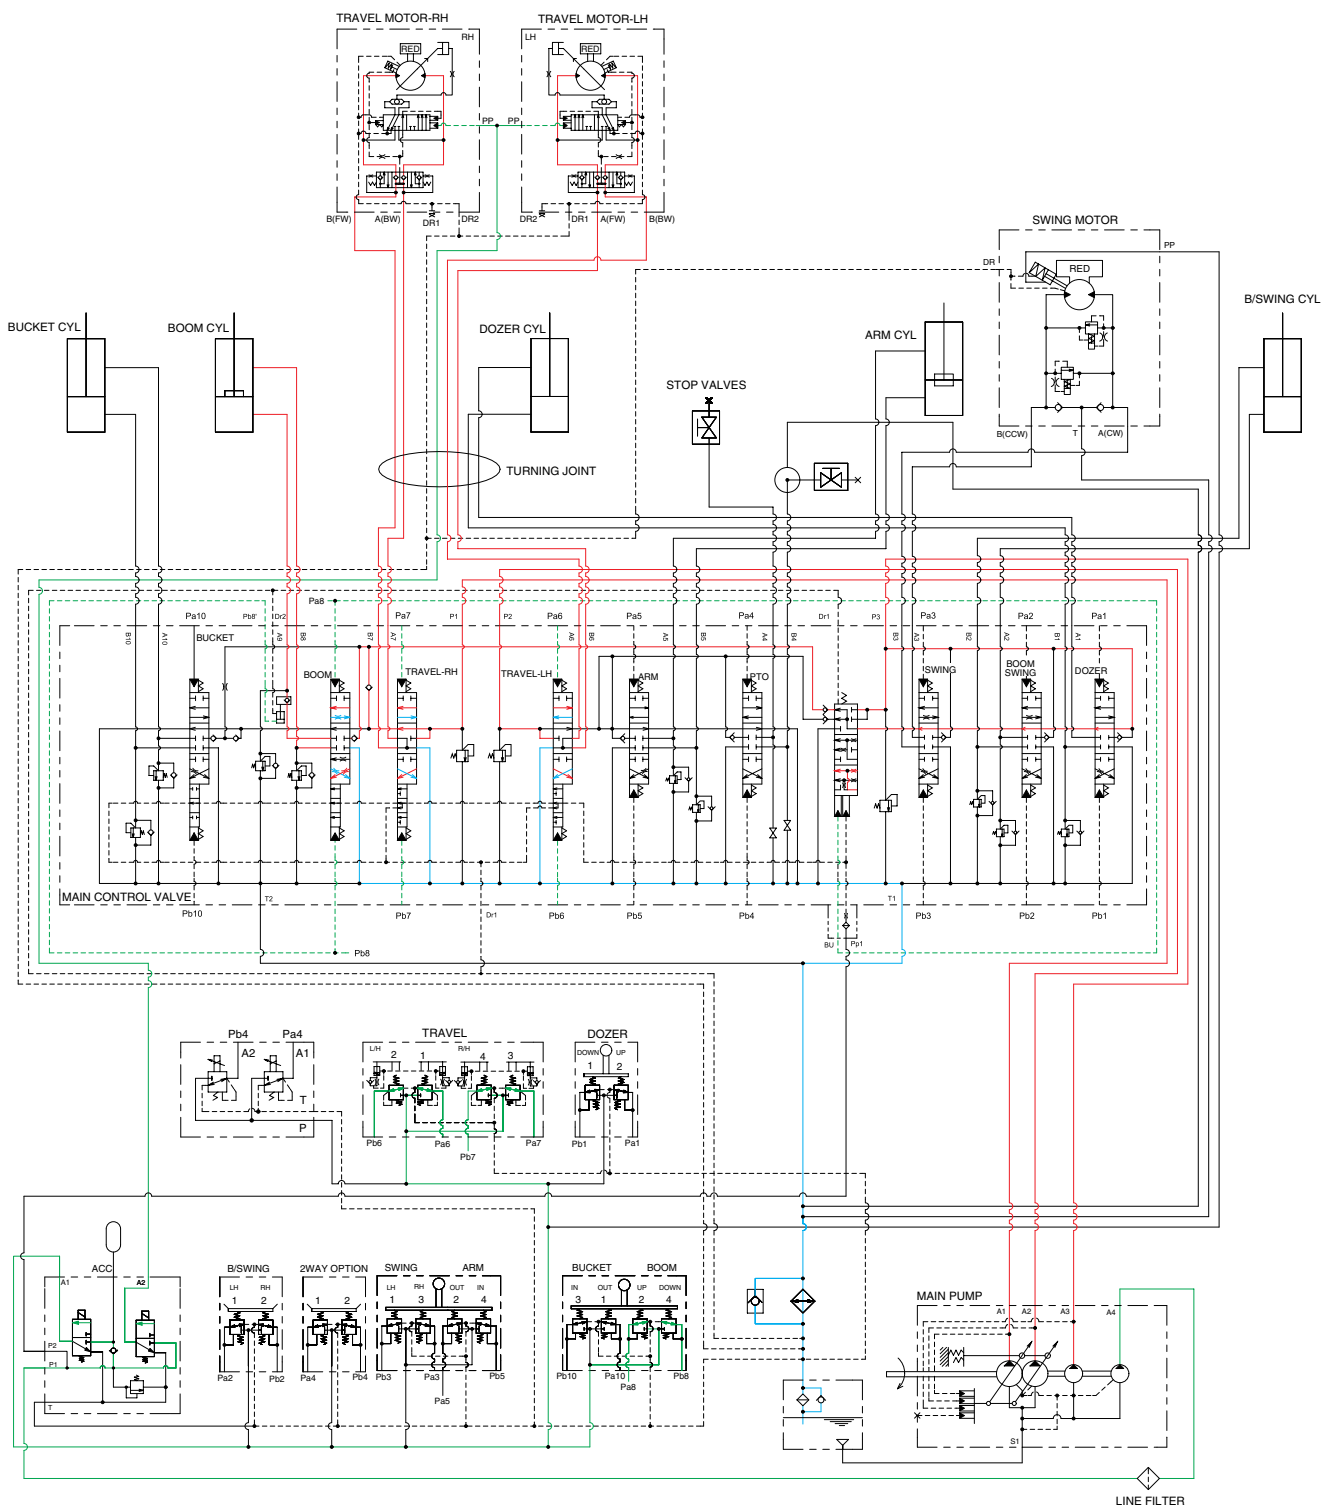 TRAVEL MOTOR-RH TRAVEL MOTOR-LH
RH LH
RED RED
PP PP
B(FW) A(BW) DR1 DR2 DR2 DR1 A(FW) B(BW)
SWING MOTOR
DR PP
RED
B(CCW) T A(CW)
BUCKET CYL BOOM CYL DOZER CYL ARM CYL B/SWING CYL
STOP VALVES
TURNING JOINT
Pa10 Pb8' Dr2 Pa8 Pa7 P1 P2 Pa6 Pa5 Pa4 Dr1 P3 Pa3 Pa2 Pa1
B10 A10 A9 B8 B7 A7 A6 B6 A5 B5 A4 B4 B3 A3 B2 A2 B1 A1
BUCKET BOOM TRAVEL-RH TRAVEL-LH ARM PTO SWING BOOM
SWING DOZER
MAIN CONTROL VALVE T2 T1
Pb10 Pb7 Dr1 Pb6 Pb5 Pb4 Pb3 Pb2 Pb1
Pb8 BU Pp1
Pb4 Pa4
A2 A1
T
P
TRAVEL
L/H 2 1 R/H 4 3
Pb6 Pa6 Pb7 Pa7
DOZER
DOWN UP
1 2
Pb1 Pa1
ACC
A1 A2
P2
P1
T
B/SWING
LH RH
1 2
Pa2 Pb2
2WAY OPTION
1 2
Pa4 Pb4
SWING ARM
LH RH OUT IN
1 3 2 4
Pb3 Pa3 Pb5
Pa5
BUCKET BOOM
IN OUT UP DOWN
3 1 2 4
Pb10 Pa10 Pb8
Pa8
MAIN PUMP
A1 A2 A3 A4
S1
LINE FILTER